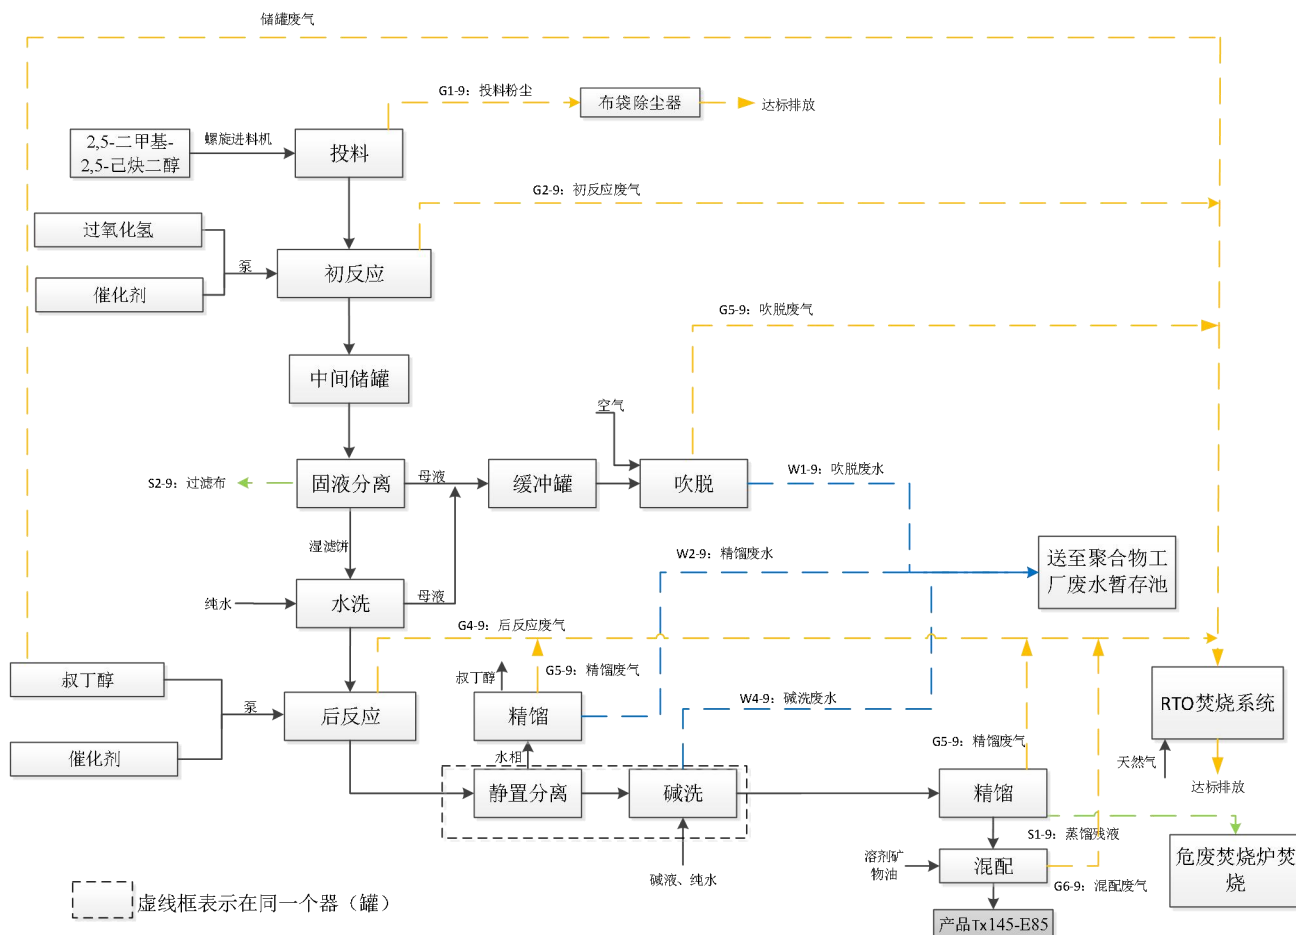 储罐废气
G1-9：投料粉尘
布袋除尘器
达标排放
2,5-二甲基-
2,5-己炔二醇
螺旋进料机
投料
G2-9：初反应废气
过氧化氢
泵
初反应
催化剂
G5-9：吹脱废气
中间储罐
空气
S2-9：过滤布
固液分离
母液
缓冲罐
吹脱
W1-9：吹脱废水
湿滤饼
W2-9：精馏废水
送至聚合物工
厂废水暂存池
纯水
水洗
母液
G4-9：后反应废气
叔丁醇
泵
后反应
催化剂
叔丁醇
G5-9：精馏废气
精馏
W4-9：碱洗废水
RTO焚烧系统
水相
G5-9：精馏废气
天然气
达标排放
静置分离
碱洗
精馏
碱液、纯水
S1-9：蒸馏残液
溶剂矿
物油
混配
G6-9：混配废气
危废焚烧炉焚
烧
产品Tx145-E85
虚线框表示在同一个器（罐）